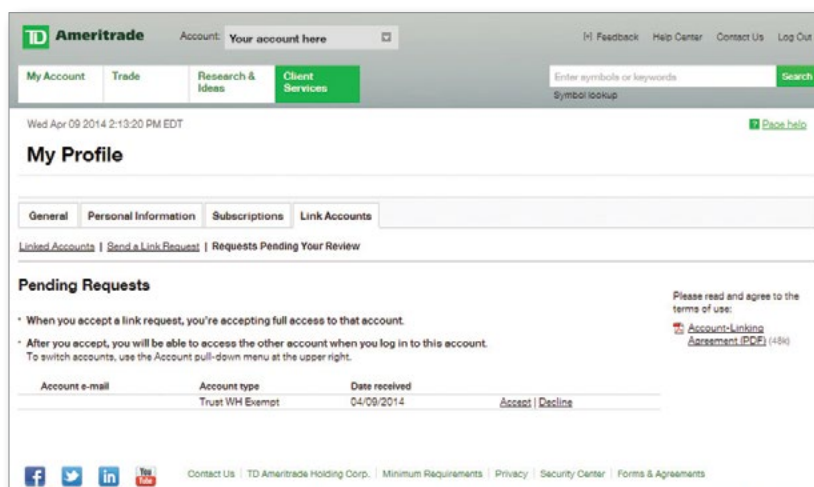 TD Ameritrade
Account: Your account here
[+] Feedback Help Center Contact Us Log Out
My Account Trade Research & Ideas Client Services
Enter symbols or keywords Search
Symbol lookup
Wed Apr 09 2014 2:13:20 PM EDT
? Page help
My Profile
General Personal Information Subscriptions Link Accounts
Linked Accounts | Send a Link Request | Requests Pending Your Review
Pending Requests
• When you accept a link request, you're accepting full access to that account.
• After you accept, you will be able to access the other account when you log in to this account.
To switch accounts, use the Account pull-down menu at the upper right.
Please read and agree to the
terms of use:
Account-Linking
Agreement (PDF) (48k)
Account e-mail Account type Date received
Trust WH Exempt 04/09/2014 Accept | Decline
f in You Tube
Contact Us | TD Ameritrade Holding Corp. | Minimum Requirements | Privacy | Security Center | Forms & Agreements